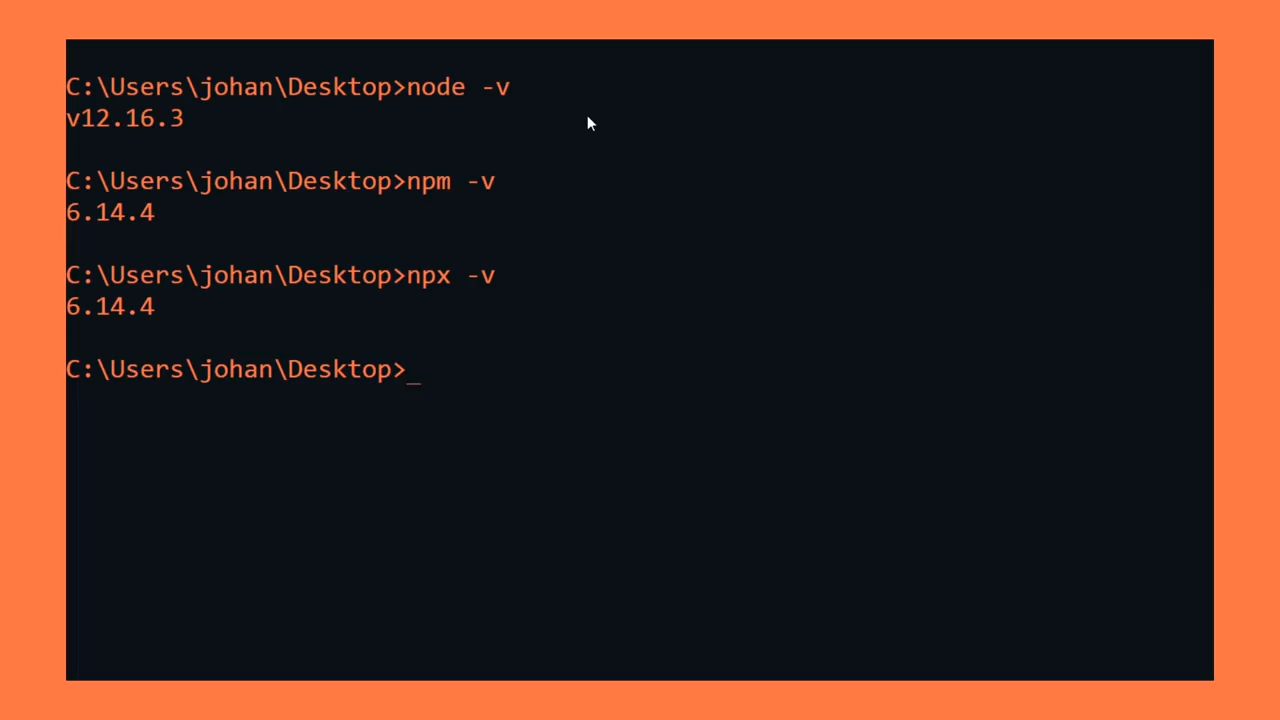 C:\Users\johan\Desktop>node -v
v12.16.3
C:\Users\johan\Desktop>npm -v
6.14.4
C:\Users\johan\Desktop>npx -v
6.14.4
C:\Users\johan\Desktop>_